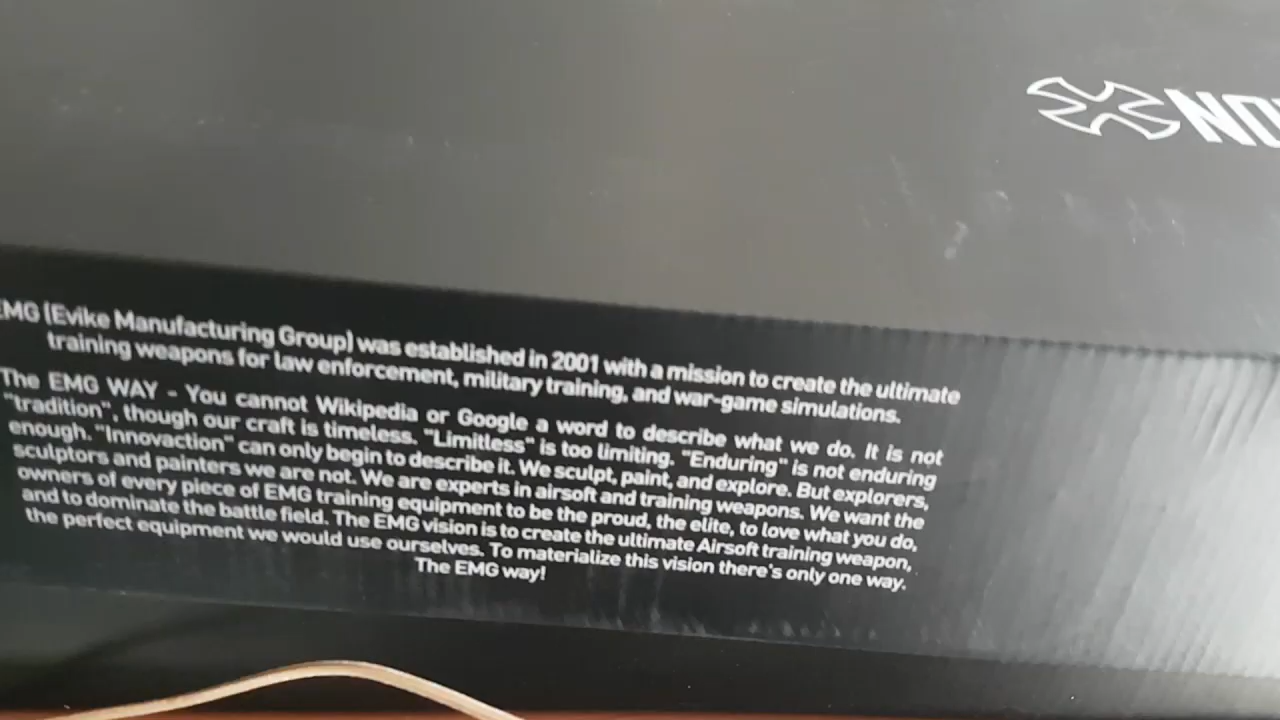 NO
EMG (Evike Manufacturing Group) was established in 2001 with a mission to create the ultimate
training weapons for law enforcement, military training, and war-game simulations.
The EMG WAY - You cannot Wikipedia or Google a word to describe what we do. It is not
"tradition", though our craft is timeless. "Limitless" is too limiting. "Enduring" is not enduring
enough. "Innovaction" can only begin to describe it. We sculpt, paint, and explore. But explorers,
sculptors and painters we are not. We are experts in airsoft and training weapons. We want the
owners of every piece of EMG training equipment to be the proud, the elite, to love what you do,
and to dominate the battle field. The EMG vision is to create the ultimate Airsoft training weapon,
the perfect equipment we would use ourselves. To materialize this vision there's only one way.
The EMG way!